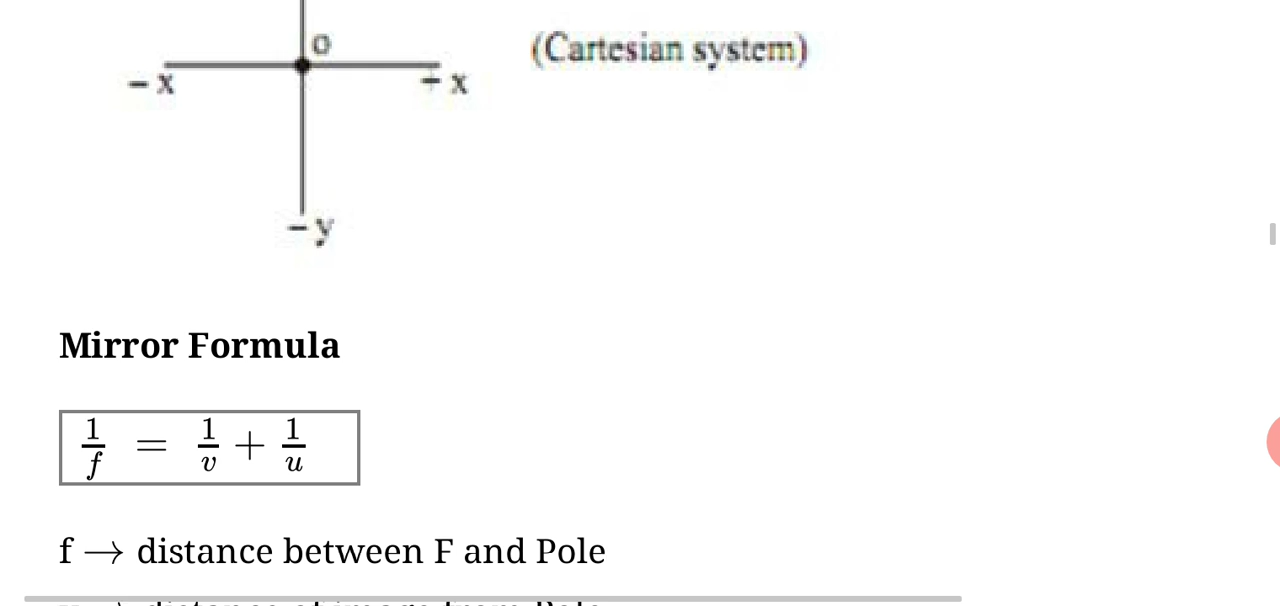 o
(Cartesian system)
– x
+ x
– y
Mirror Formula
1/f = 1/v + 1/u
f → distance between F and Pole